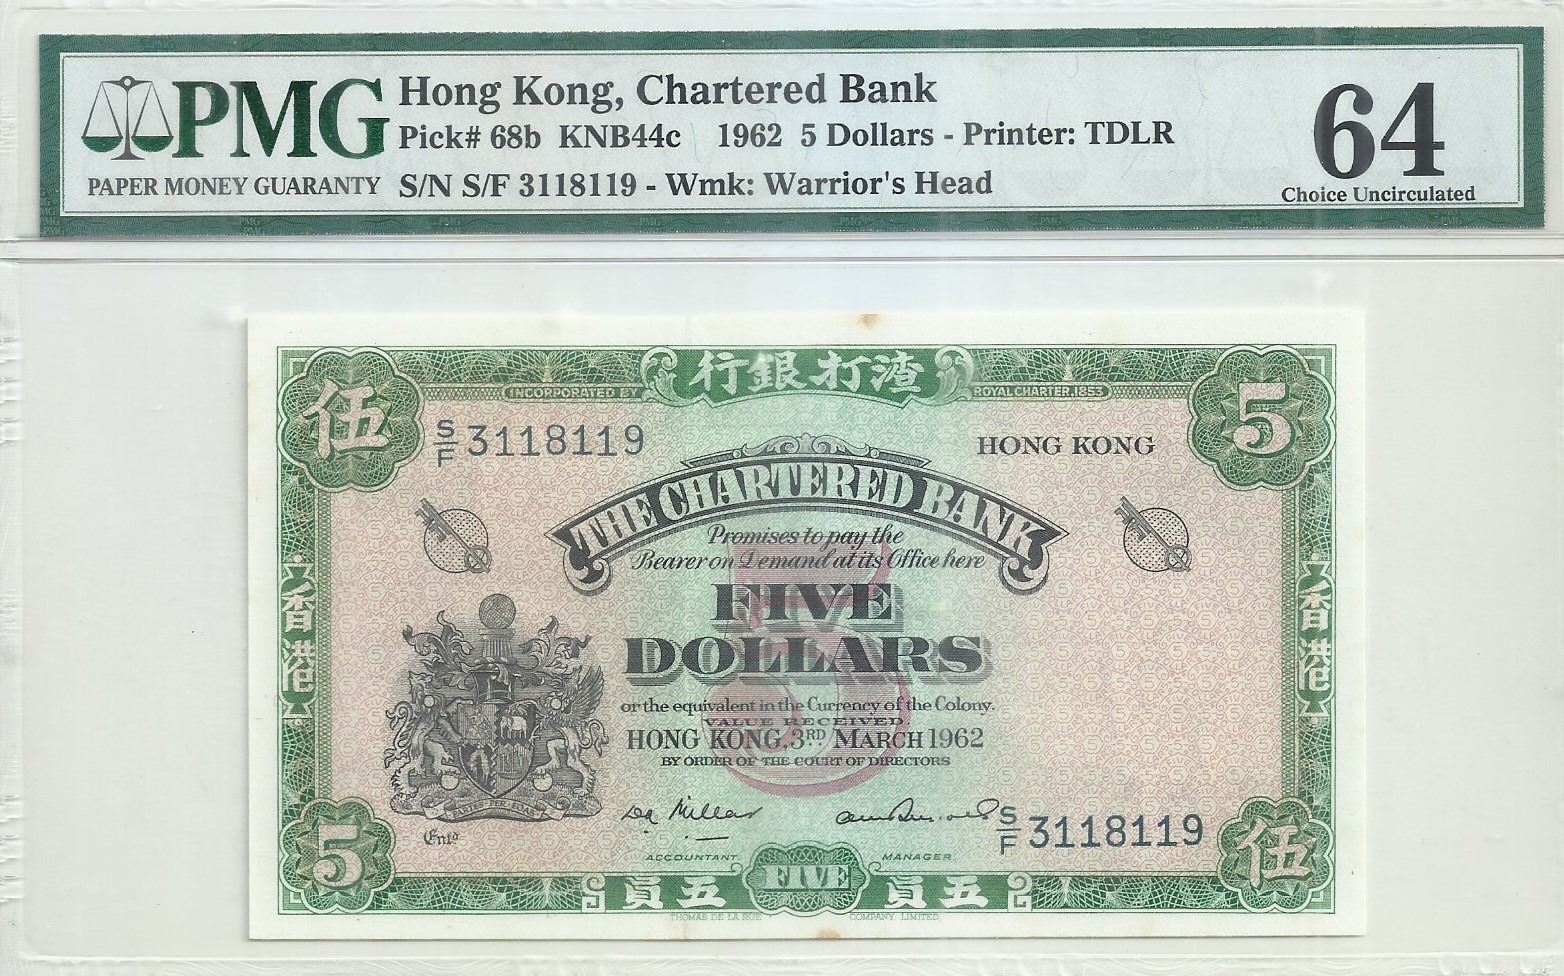 PMG
PAPER MONEY GUARANTY
Hong Kong, Chartered Bank
Pick# 68b KNB44c 1962 5 Dollars - Printer: TDLR
S/N S/F 3118119 - Wmk: Warrior's Head
64
Choice Uncirculated
伍
行銀打渣
5
INCORPORATED BY ROYAL CHARTER.1853
S/F 3118119
HONG KONG
THE CHARTERED BANK
Promises to pay the
Bearer on Demand at its Office here
FIVE
DOLLARS
5
or the equivalent in the Currency of the Colony.
VALUE RECEIVED
HONG KONG, 3RD MARCH 1962
BY ORDER OF THE COURT OF DIRECTORS
香港
香港
Entd
S/F 3118119
ACCOUNTANT.
MANAGER.
5
員五
FIVE
員五
伍
THOMAS DE LA RUE COMPANY, LIMITED.